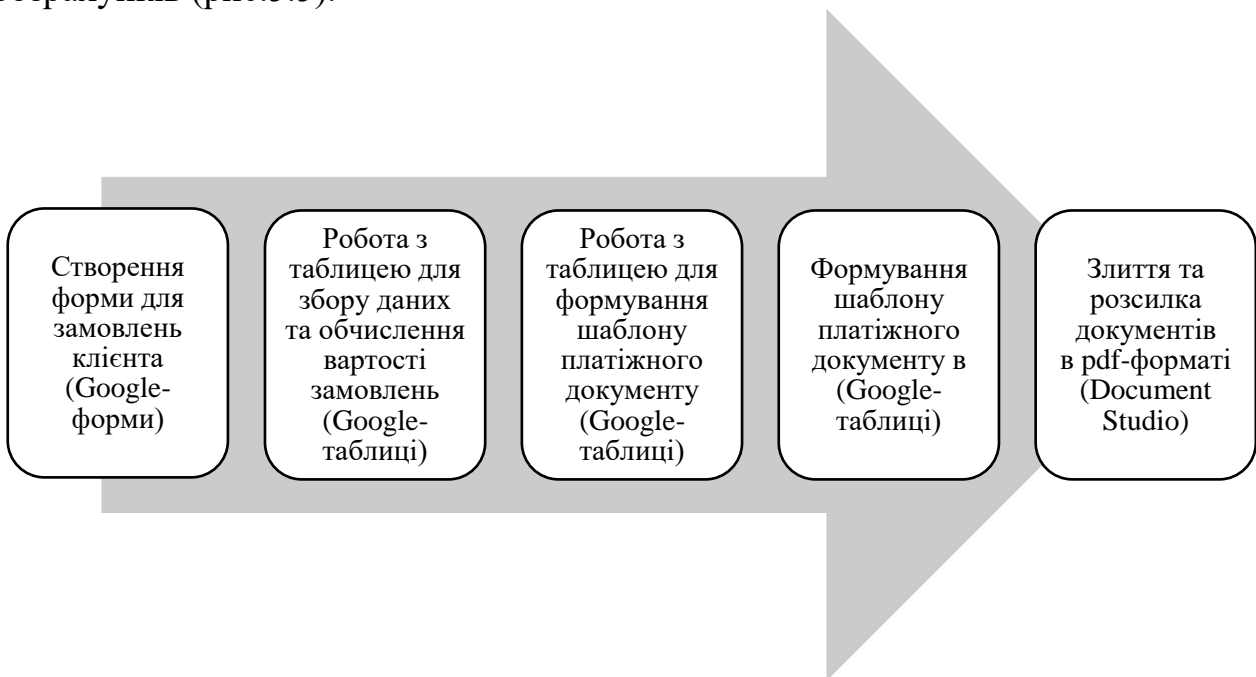 Створення
форми для
замовлень
клієнта
(Google-
форми)
Робота з
таблицею для
збору даних
та обчислення
вартості
замовлень
(Google-
таблиці)
Робота з
таблицею для
формування
шаблону
платіжного
документу
(Google-
таблиці)
Формування
шаблону
платіжного
документу в
(Google-
таблиці)
Злиття та
розсилка
документів
в pdf-форматі
(Document
Studio)